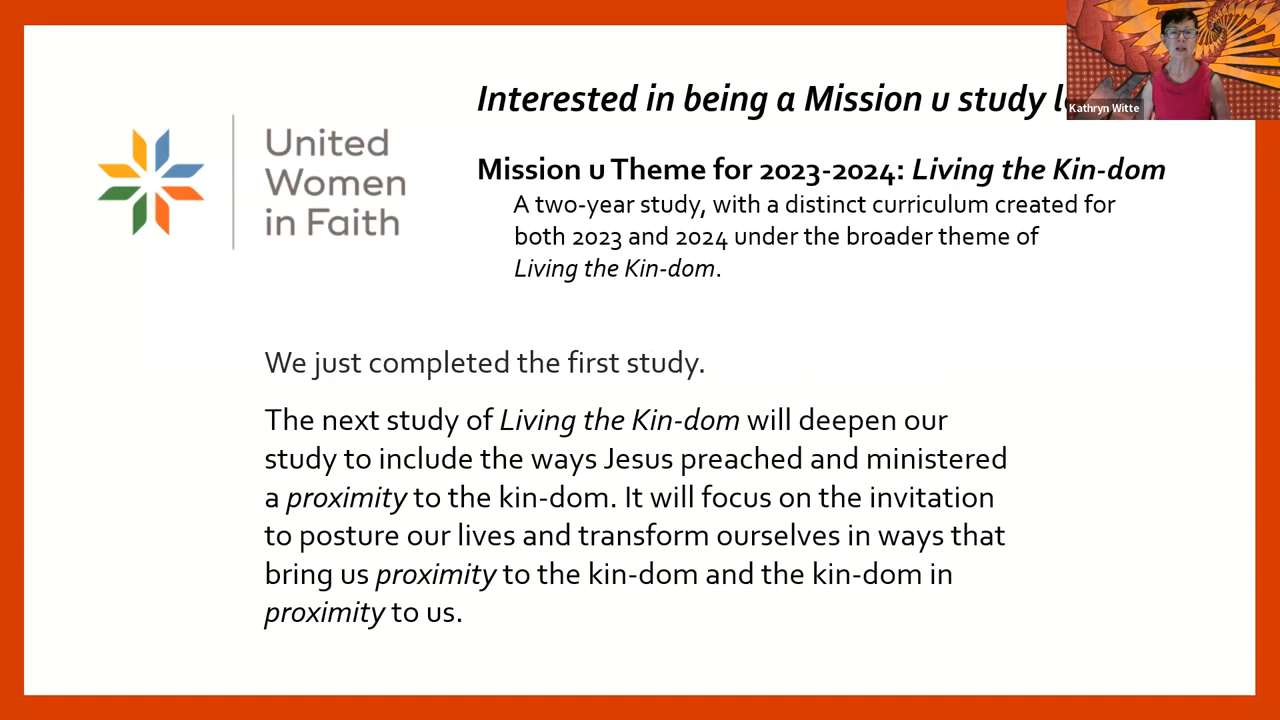 Interested in being a Mission u study
Kathryn Witte
United
Women
in Faith
Mission u Theme for 2023-2024: Living the Kin-dom
A two-year study, with a distinct curriculum created for
both 2023 and 2024 under the broader theme of
Living the Kin-dom.
We just completed the first study.
The next study of Living the Kin-dom will deepen our
study to include the ways Jesus preached and ministered
a proximity to the kin-dom. It will focus on the invitation
to posture our lives and transform ourselves in ways that
bring us proximity to the kin-dom and the kin-dom in
proximity to us.